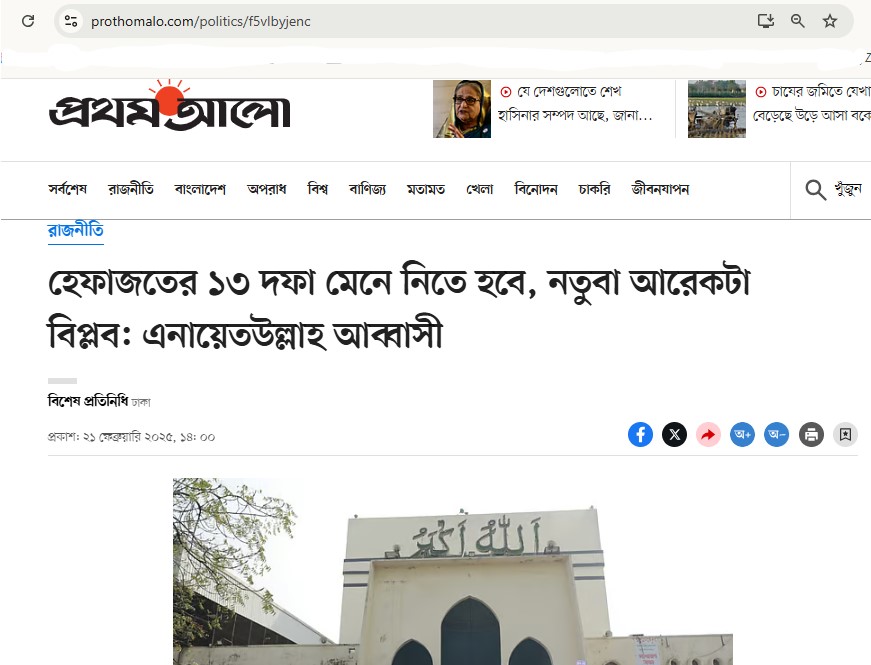 prothomalo.com/politics/f5vlbyjenc
প্রথম আলো
যে দেশগুলোতে শেখ
হাসিনার সম্পদ আছে, জানা...
চাষের জমিতে যেখা
বেড়েছে উড়ে আসা বকে
সর্বশেষ রাজনীতি বাংলাদেশ অপরাধ বিশ্ব বাণিজ্য মতামত খেলা বিনোদন চাকরি জীবনযাপন খুঁজুন
রাজনীতি
হেফাজতের ১৩ দফা মেনে নিতে হবে, নতুবা আরেকটা
বিপ্লব: এনায়েতউল্লাহ আব্বাসী
বিশেষ প্রতিনিধি ঢাকা
প্রকাশ: ২১ ফেব্রুয়ারি ২০২৫, ১৪: ০০
অ+ অ−
الله أكبر